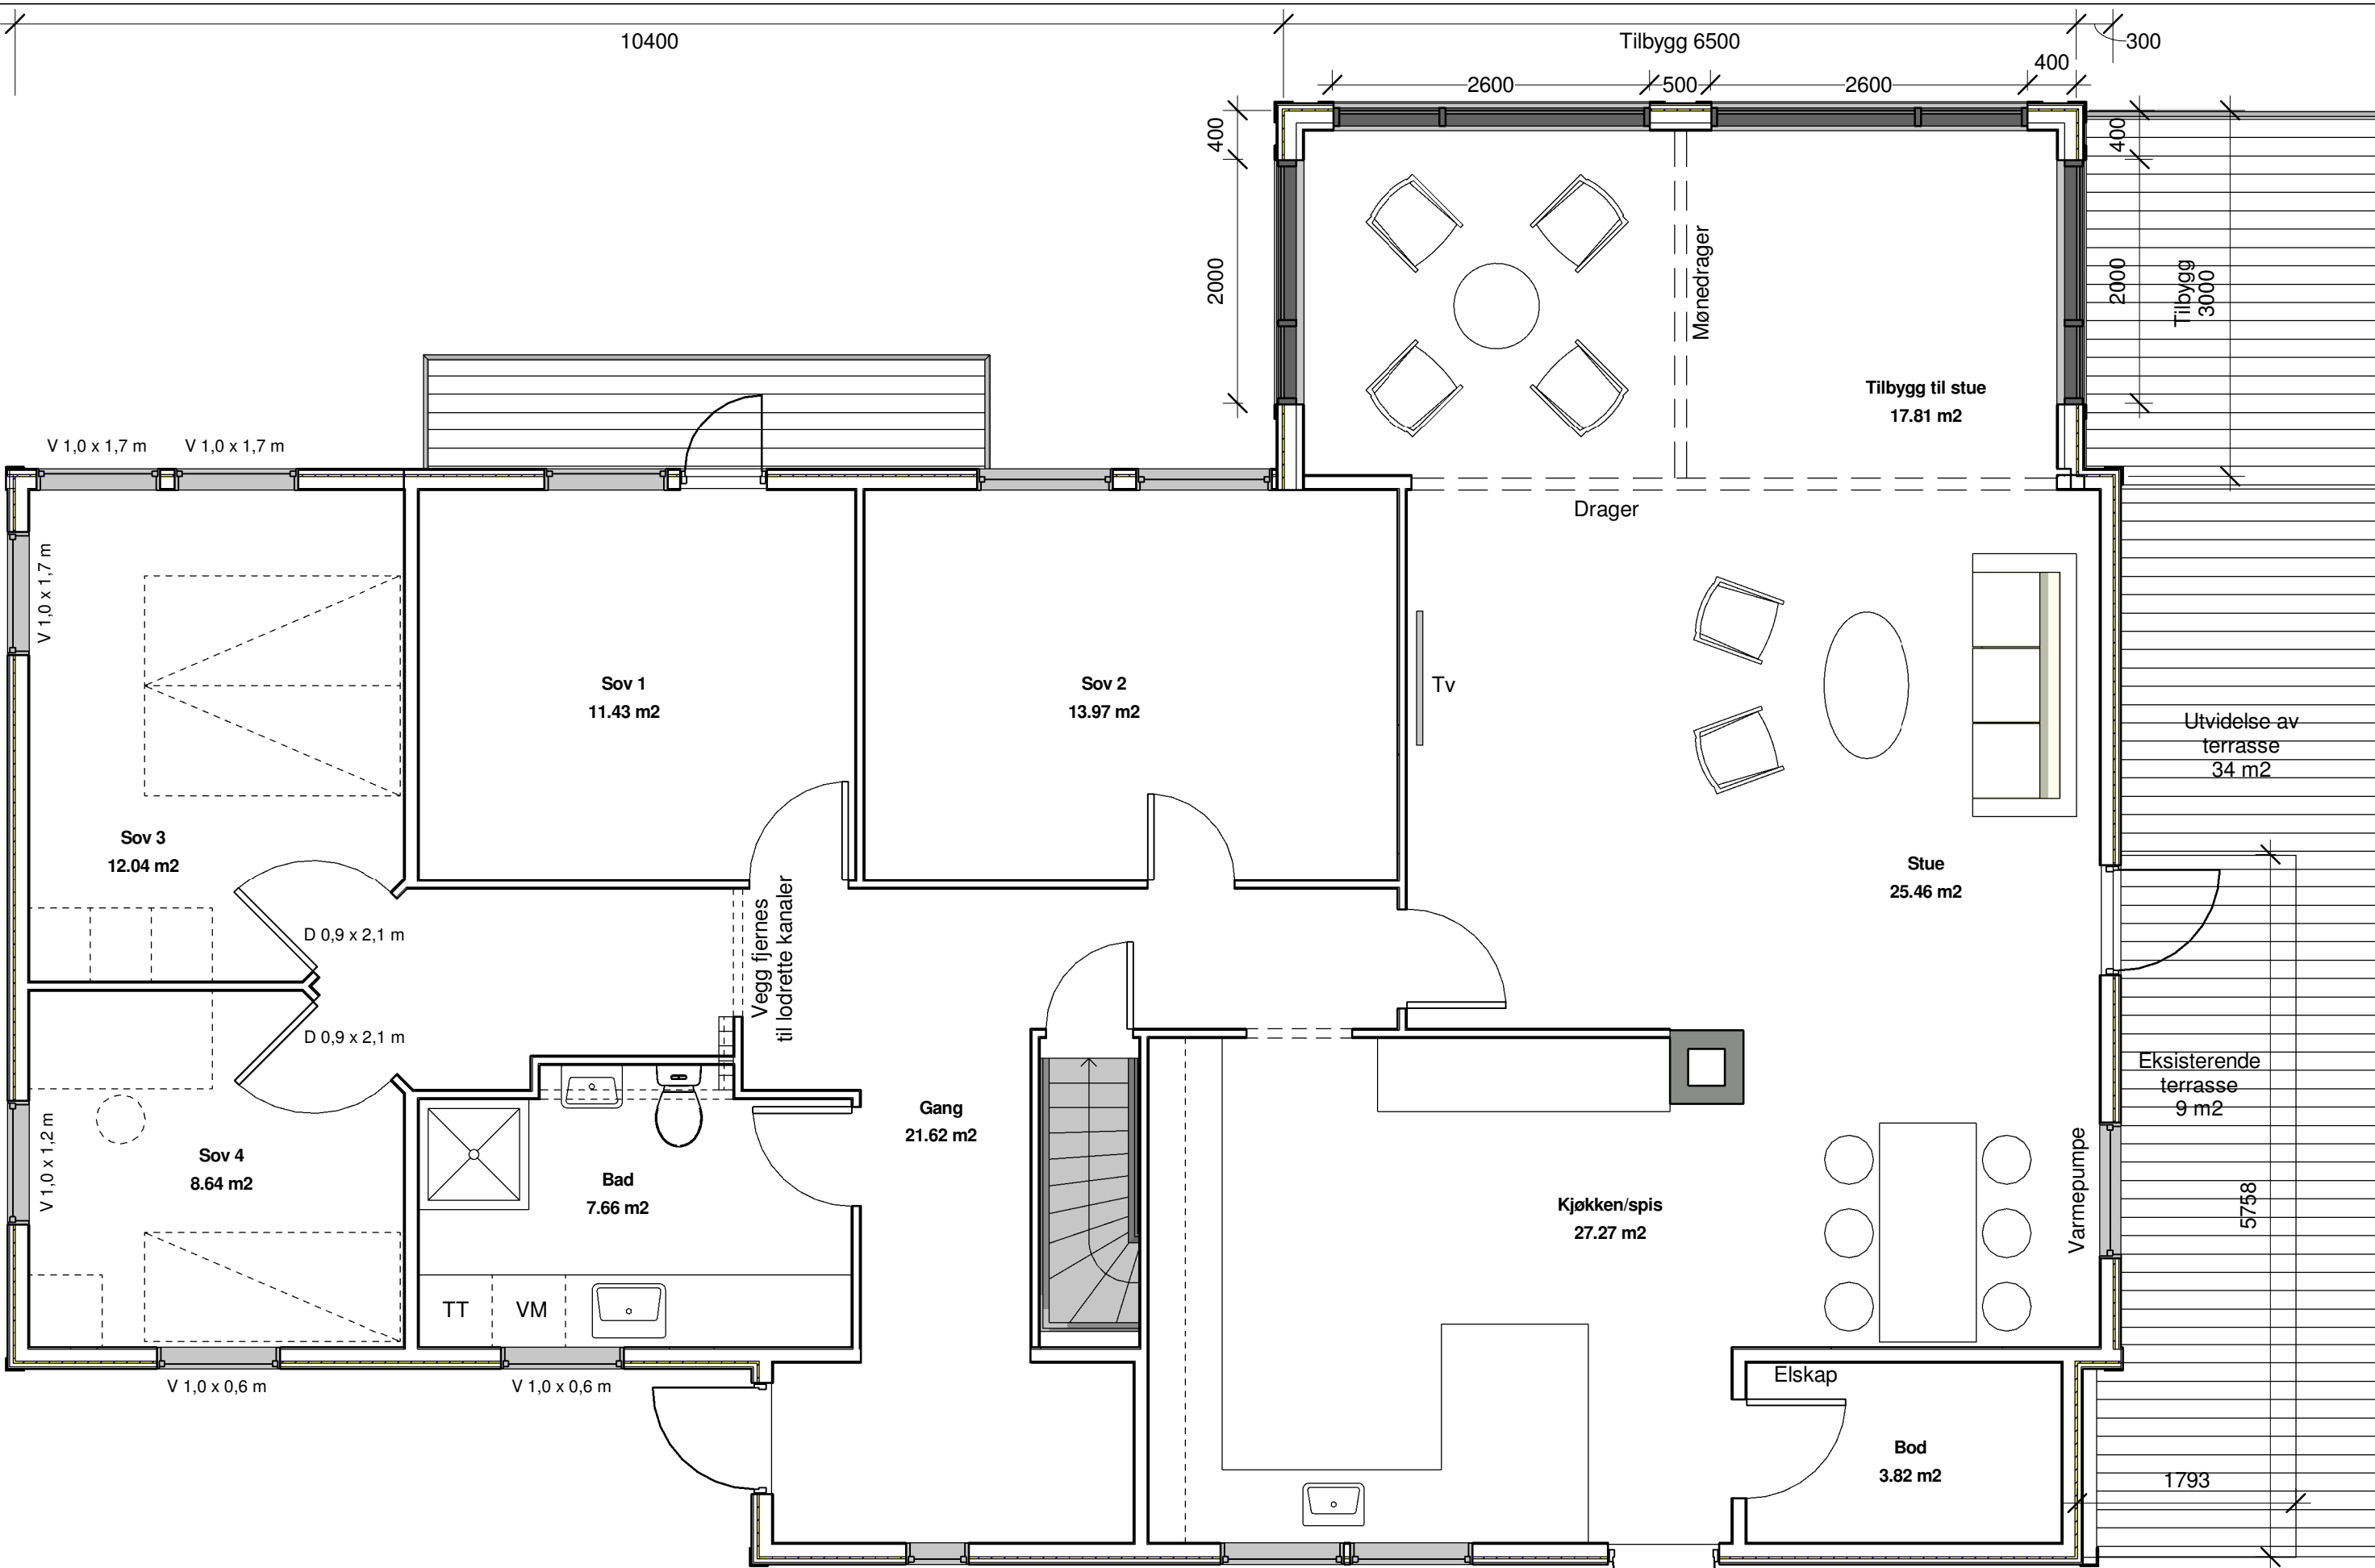 10400
Tilbygg 6500
300
400
2600
500
2600
400
2000
400
2000
Tilbygg
3000
Mønedrager
Tilbygg til stue
17.81 m2
V 1,0 x 1,7 m
V 1,0 x 1,7 m
Drager
V 1,0 x 1,7 m
Sov 1
11.43 m2
Sov 2
13.97 m2
Tv
Utvidelse av
terrasse
34 m2
Sov 3
12.04 m2
Stue
25.46 m2
D 0,9 x 2,1 m
Vegg fjernes
til lodrette kanaler
D 0,9 x 2,1 m
Eksisterende
terrasse
9 m2
Gang
21.62 m2
V 1,0 x 1,2 m
Sov 4
8.64 m2
Bad
7.66 m2
Kjøkken/spis
27.27 m2
Varmepumpe
5758
TT
VM
V 1,0 x 0,6 m
V 1,0 x 0,6 m
Elskap
Bod
3.82 m2
1793